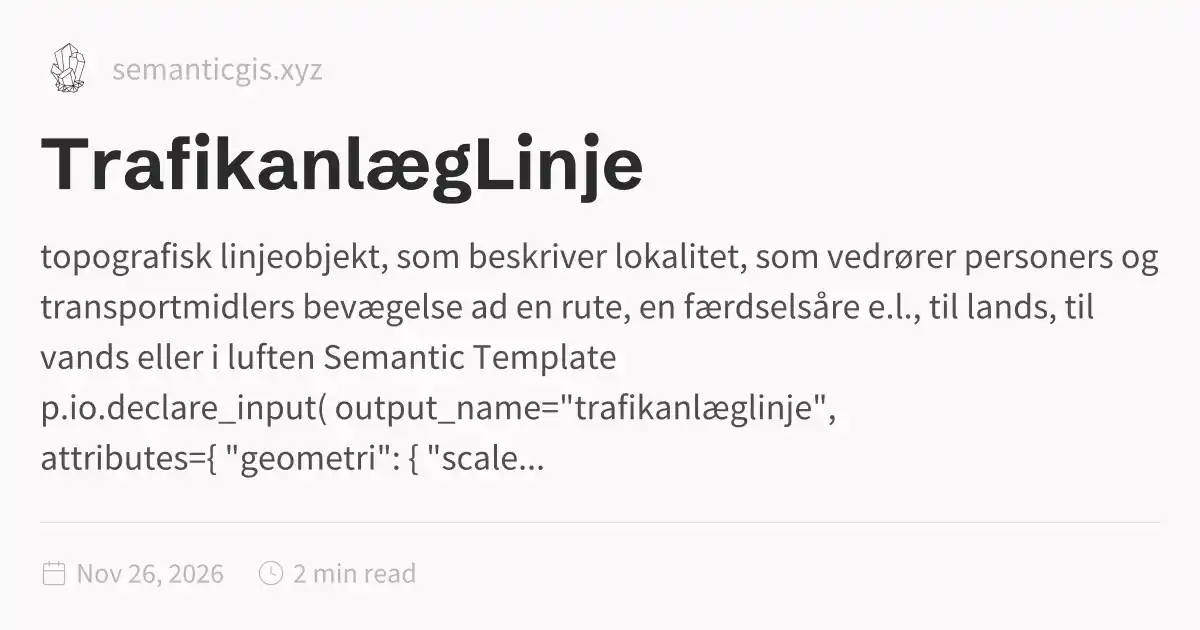 semanticgis.xyz
TrafikanlægLinje
topografisk linjeobjekt, som beskriver lokalitet, som vedrører personers og
transportmidlers bevægelse ad en rute, en færdselsåre e.l., til lands, til
vands eller i luften Semantic Template
p.io.declare_input( output_name="trafikanlæglinje",
attributes={ "geometri": { "scale...
Nov 26, 2026 2 min read